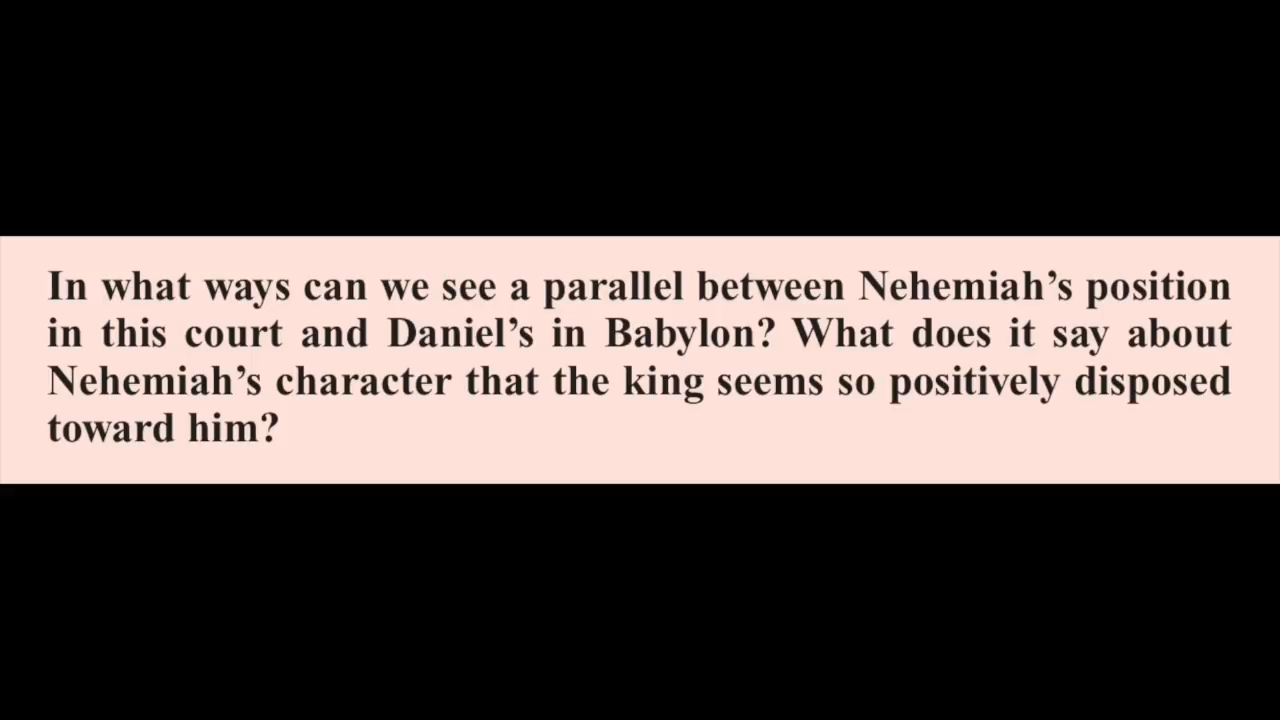 In what ways can we see a parallel between Nehemiah’s position
in this court and Daniel’s in Babylon? What does it say about
Nehemiah’s character that the king seems so positively disposed
toward him?